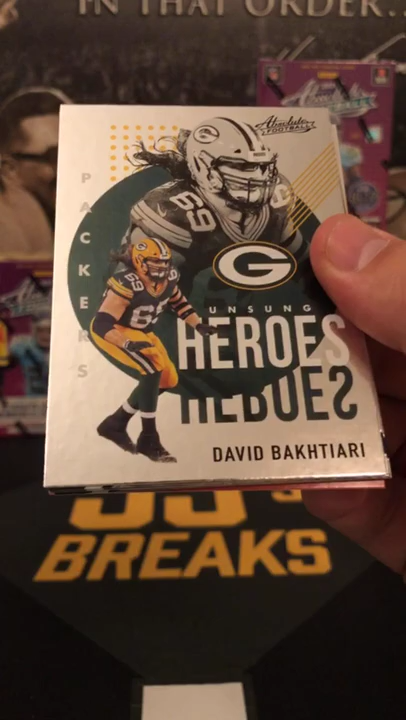 IN THAT ORDER...
Absolute
FOOTBALL
PACKERS
69
69
G
UNSUNG
HEROES
HEROES
DAVID BAKHTIARI
BREAKS